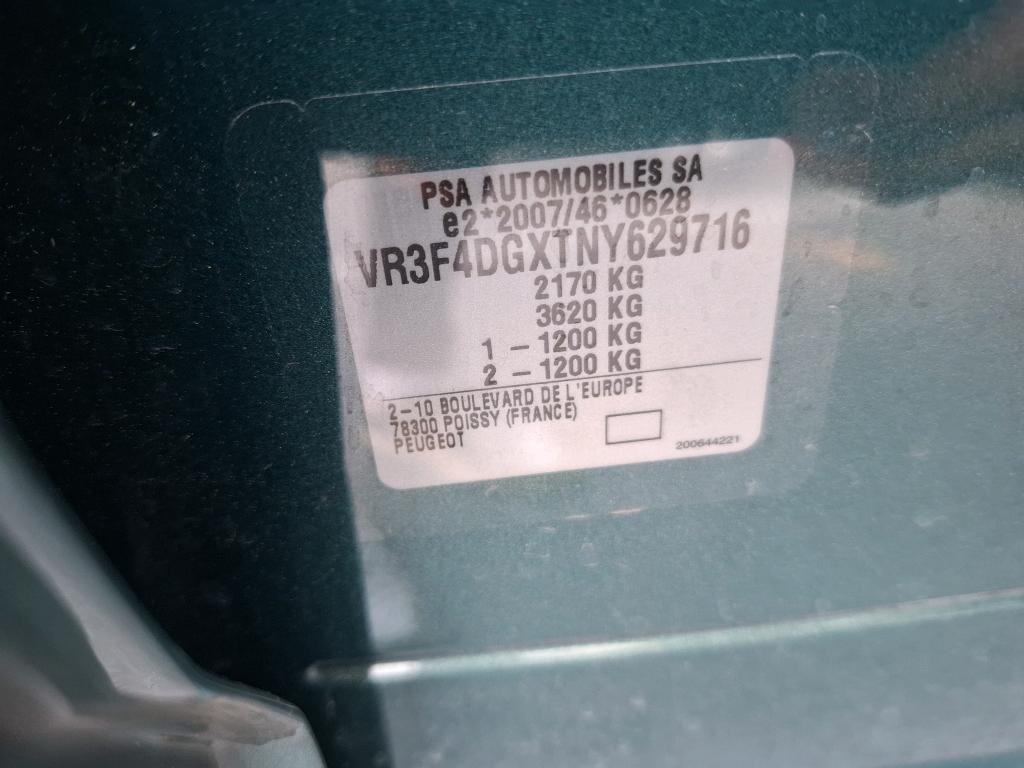 PSA AUTOMOBILES SA
e2*2007/46*0628
VR3F4DGXTNY629716
2170 KG
3620 KG
1 - 1200 KG
2 - 1200 KG
2-10 BOULEVARD DE L'EUROPE
78300 POISSY (FRANCE)
PEUGEOT
200644221